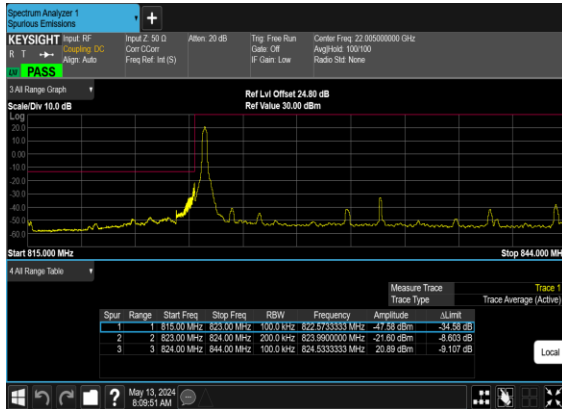 Spectrum Analyzer 1
Spurious Emissions
+
KEYSIGHT Input: RF Input Z: 50 Ω Atten: 20 dB Trig: Free Run Center Freq: 22.005000000 GHz
R T Coupling: DC Corr CCorr Gate: Off Avg|Hold: 100/100
Align: Auto Freq Ref: Int (S) IF Gain: Low Radio Std: None
PASS
3 All Range Graph
Ref Lvl Offset 24.80 dB
Scale/Div 10.0 dB Ref Value 30.00 dBm
Log
20.0
10.0
0.00
-10.0
-20.0
-30.0
-40.0
-50.0
-60.0
Start 815.000 MHz Stop 844.000 MHz
4 All Range Table
Measure Trace Trace 1
Trace Type Trace Average (Active)
Spur Range Start Freq Stop Freq RBW Frequency Amplitude ΔLimit
1 1 815.00 MHz 823.00 MHz 100.0 kHz 822.5733333 MHz -47.58 dBm -34.58 dB
2 2 823.00 MHz 824.00 MHz 200.0 kHz 823.9900000 MHz -21.60 dBm -8.603 dB
3 3 824.00 MHz 844.00 MHz 100.0 kHz 824.5333333 MHz 20.89 dBm -9.107 dB
Local
? May 13, 2024
8:09:51 AM